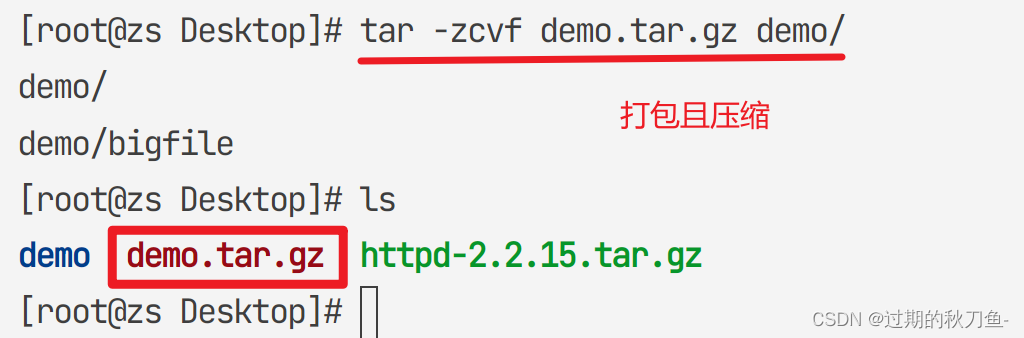 [root@zs Desktop]# tar -zcvf demo.tar.gz demo/
demo/
打包且压缩
demo/bigfile
[root@zs Desktop]# ls
demo demo.tar.gz httpd-2.2.15.tar.gz
[root@zs Desktop]#
CSDN @过期的秋刀鱼-